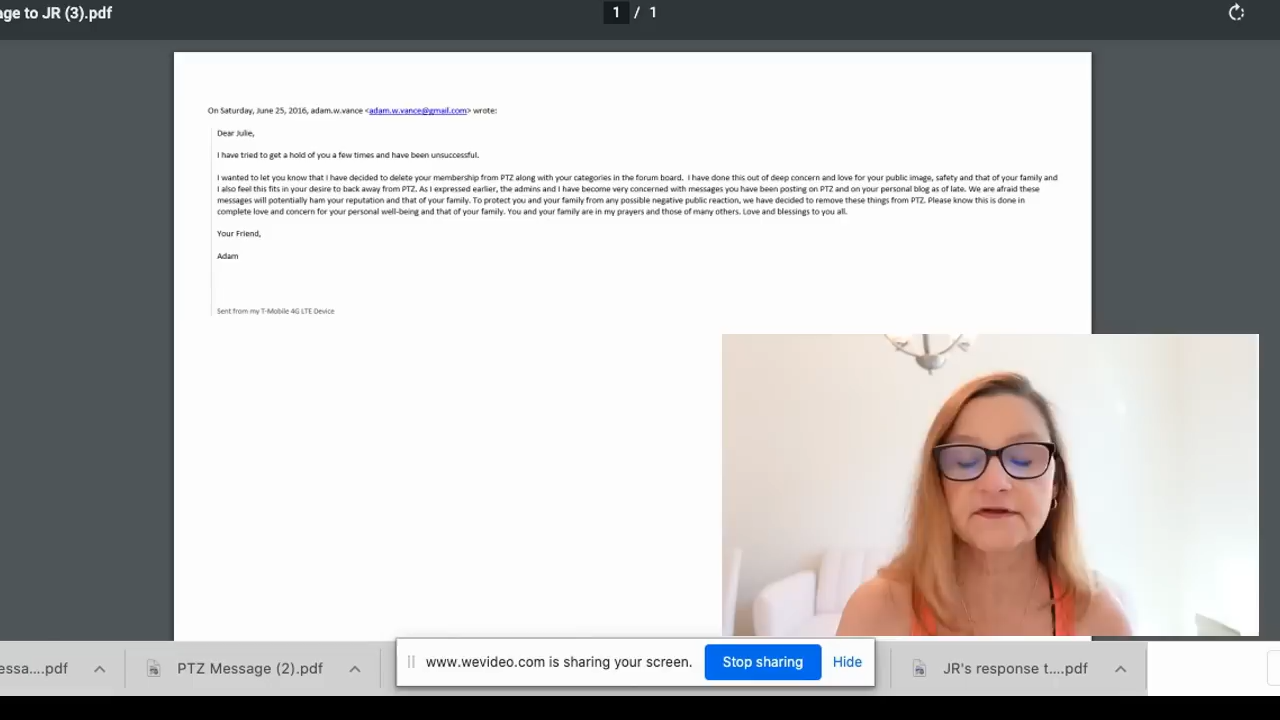 age to JR (3).pdf
1 / 1
On Saturday, June 25, 2016, adam.w.vance <adam.w.vance@gmail.com> wrote:
Dear Julie,
I have tried to get a hold of you a few times and have been unsuccessful.
I wanted to let you know that I have decided to delete your membership from PTZ along with your categories in the forum board. I have done this out of deep concern and love for your public image, safety and that of your family and
I also feel this fits in your desire to back away from PTZ. As I expressed earlier, the admins and I have become very concerned with messages you have been posting on PTZ and on your personal blog as of late. We are afraid these
messages will potentially ham your reputation and that of your family. To protect you and your family from any possible negative public reaction, we have decided to remove these things from PTZ. Please know this is done in
complete love and concern for your personal well-being and that of your family. You and your family are in my prayers and those of many others. Love and blessings to you all.
Your Friend,
Adam
Sent from my T-Mobile 4G LTE Device
essa....pdf
PTZ Message (2).pdf
www.wevideo.com is sharing your screen.
Stop sharing
Hide
JR's response t....pdf